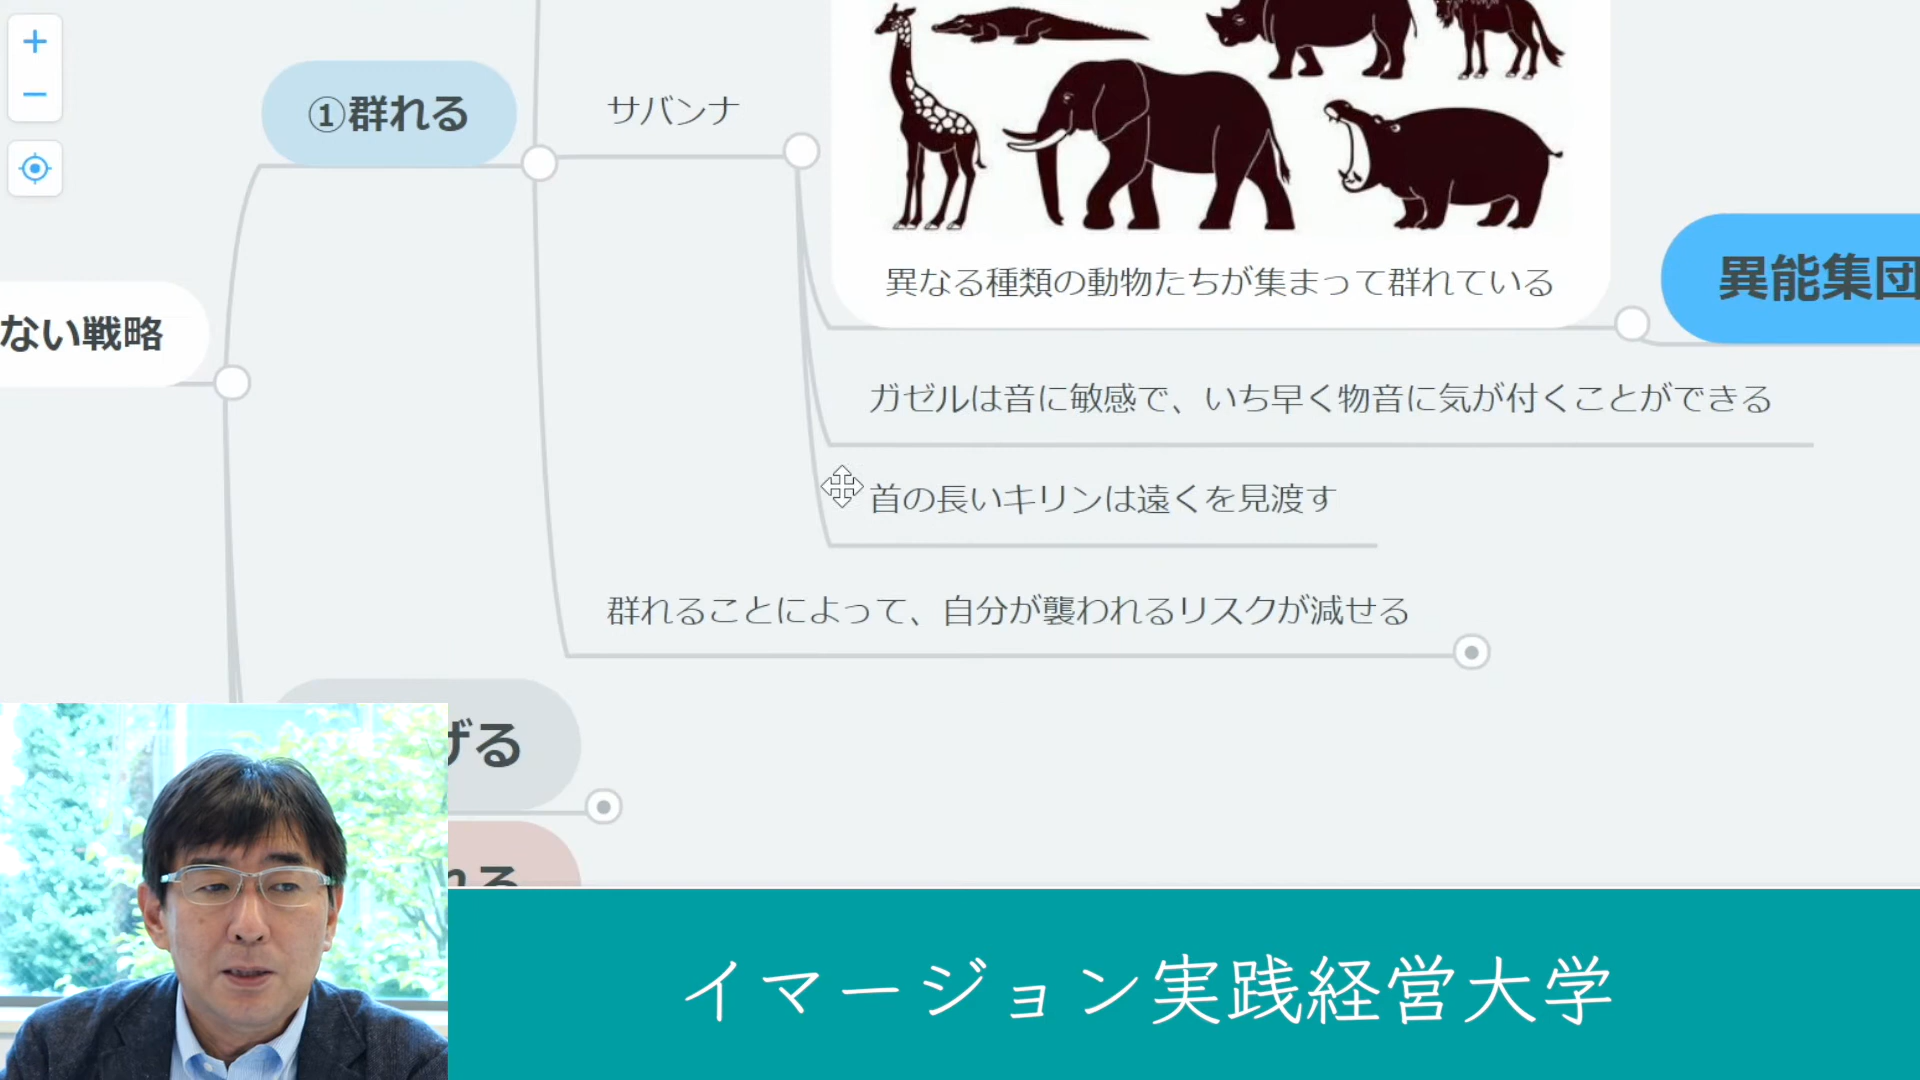 ①群れる
サバンナ
異なる種類の動物たちが集まって群れている
異能集団
ない戦略
ガゼルは音に敏感で、いち早く物音に気が付くことができる
首の長いキリンは遠くを見渡す
群れることによって、自分が襲われるリスクが減せる
げる
れる
イマージョン実践経営大学